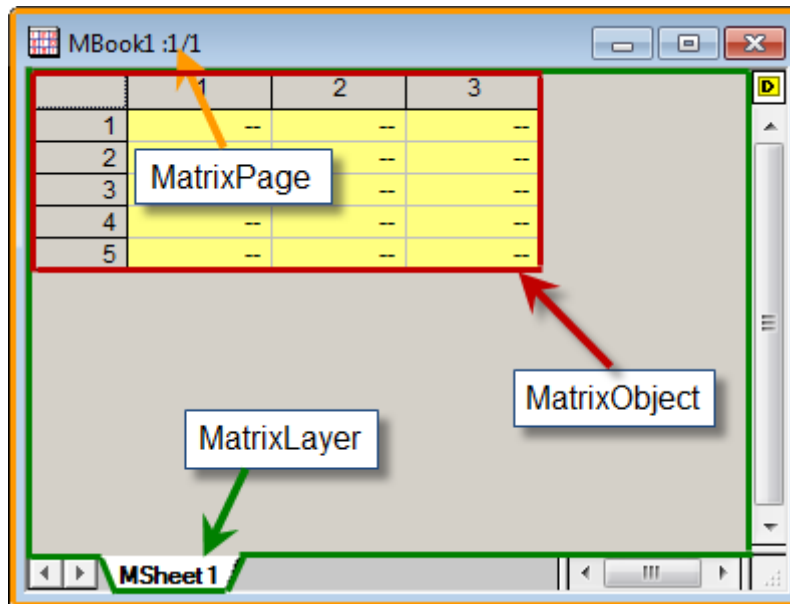 MBook1 :1/1
1 2 3
1 -- -- --
2 -- --
MatrixPage
3 -- --
4 -- -- --
5 -- -- --
MatrixObject
MatrixLayer
MSheet1